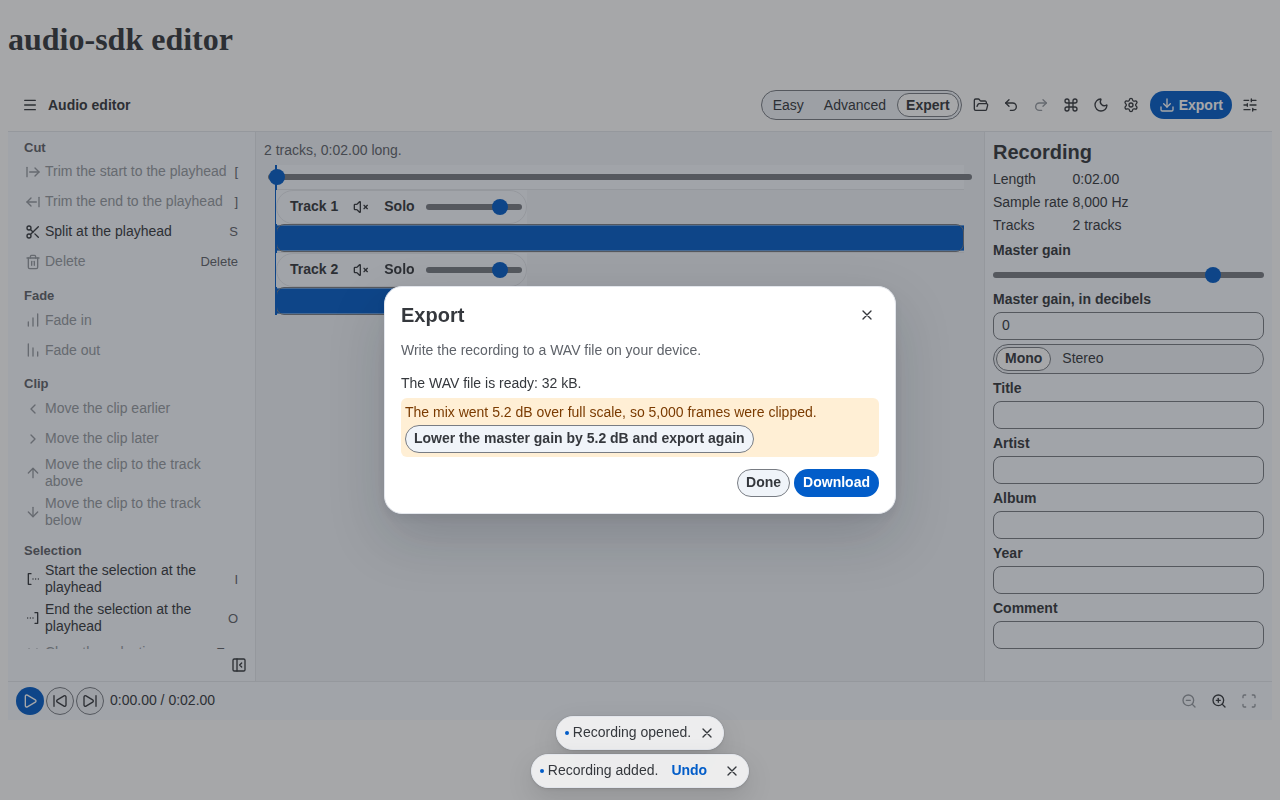 audio-sdk editor
Audio editor
Easy Advanced Expert
Export
Cut
Trim the start to the playhead [
Trim the end to the playhead ]
Split at the playhead S
Delete Delete
Fade
Fade in
Fade out
Clip
Move the clip earlier
Move the clip later
Move the clip to the track
above
Move the clip to the track
below
Selection
Start the selection at the
playhead I
End the selection at the
playhead O
2 tracks, 0:02.00 long.
Track 1 Solo
Track 2 Solo
Export
Write the recording to a WAV file on your device.
The WAV file is ready: 32 kB.
The mix went 5.2 dB over full scale, so 5,000 frames were clipped.
Lower the master gain by 5.2 dB and export again
Done Download
Recording
Length 0:02.00
Sample rate 8,000 Hz
Tracks 2 tracks
Master gain
Master gain, in decibels
0
Mono Stereo
Title
Artist
Album
Year
Comment
0:00.00 / 0:02.00
Recording opened.
Recording added. Undo